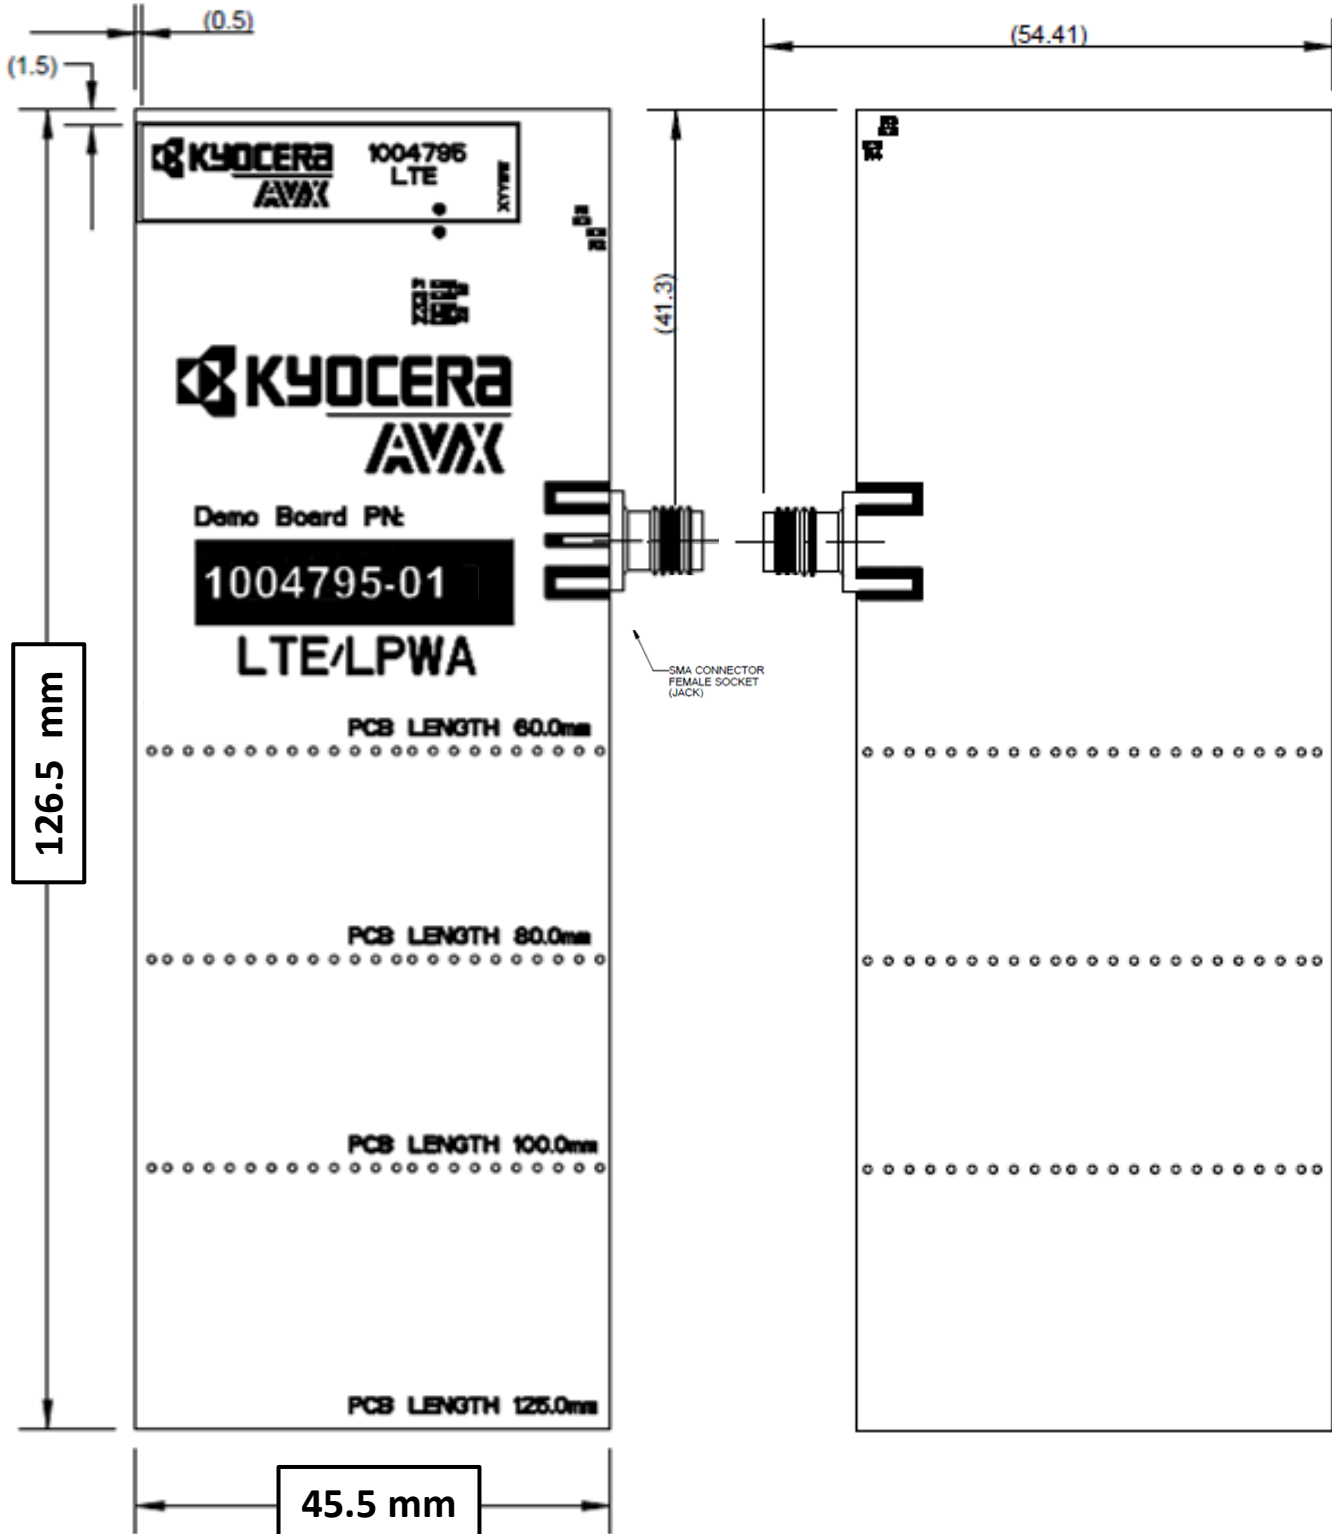 (0.5)
(54.41)
(1.5)
KYOCERA
AVX
1004795
LTE
XYYWW
(41.3)
KYOCERA
AVX
Demo Board PN:
1004795-01
LTE/LPWA
SMA CONNECTOR
FEMALE SOCKET
(JACK)
126.5 mm
PCB LENGTH 60.0mm
PCB LENGTH 80.0mm
PCB LENGTH 100.0mm
PCB LENGTH 125.0mm
45.5 mm